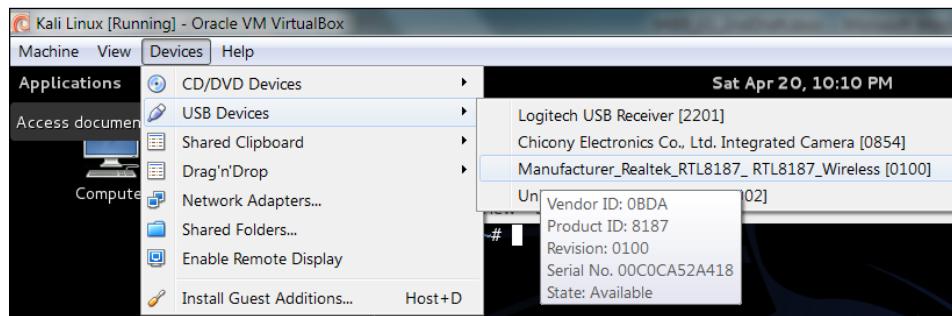 Kali Linux [Running] - Oracle VM VirtualBox
Machine View Devices Help
Applications
Sat Apr 20, 10:10 PM
Access documen
Compute
CD/DVD Devices
USB Devices
Shared Clipboard
Drag'n'Drop
Network Adapters...
Shared Folders...
Enable Remote Display
Install Guest Additions... Host+D
Logitech USB Receiver [2201]
Chicony Electronics Co., Ltd. Integrated Camera [0854]
Manufacturer_Realtek_RTL8187_ RTL8187_Wireless [0100]
Un 02]
Vendor ID: 0BDA
Product ID: 8187
Revision: 0100
Serial No. 00C0CA52A418
State: Available
~#